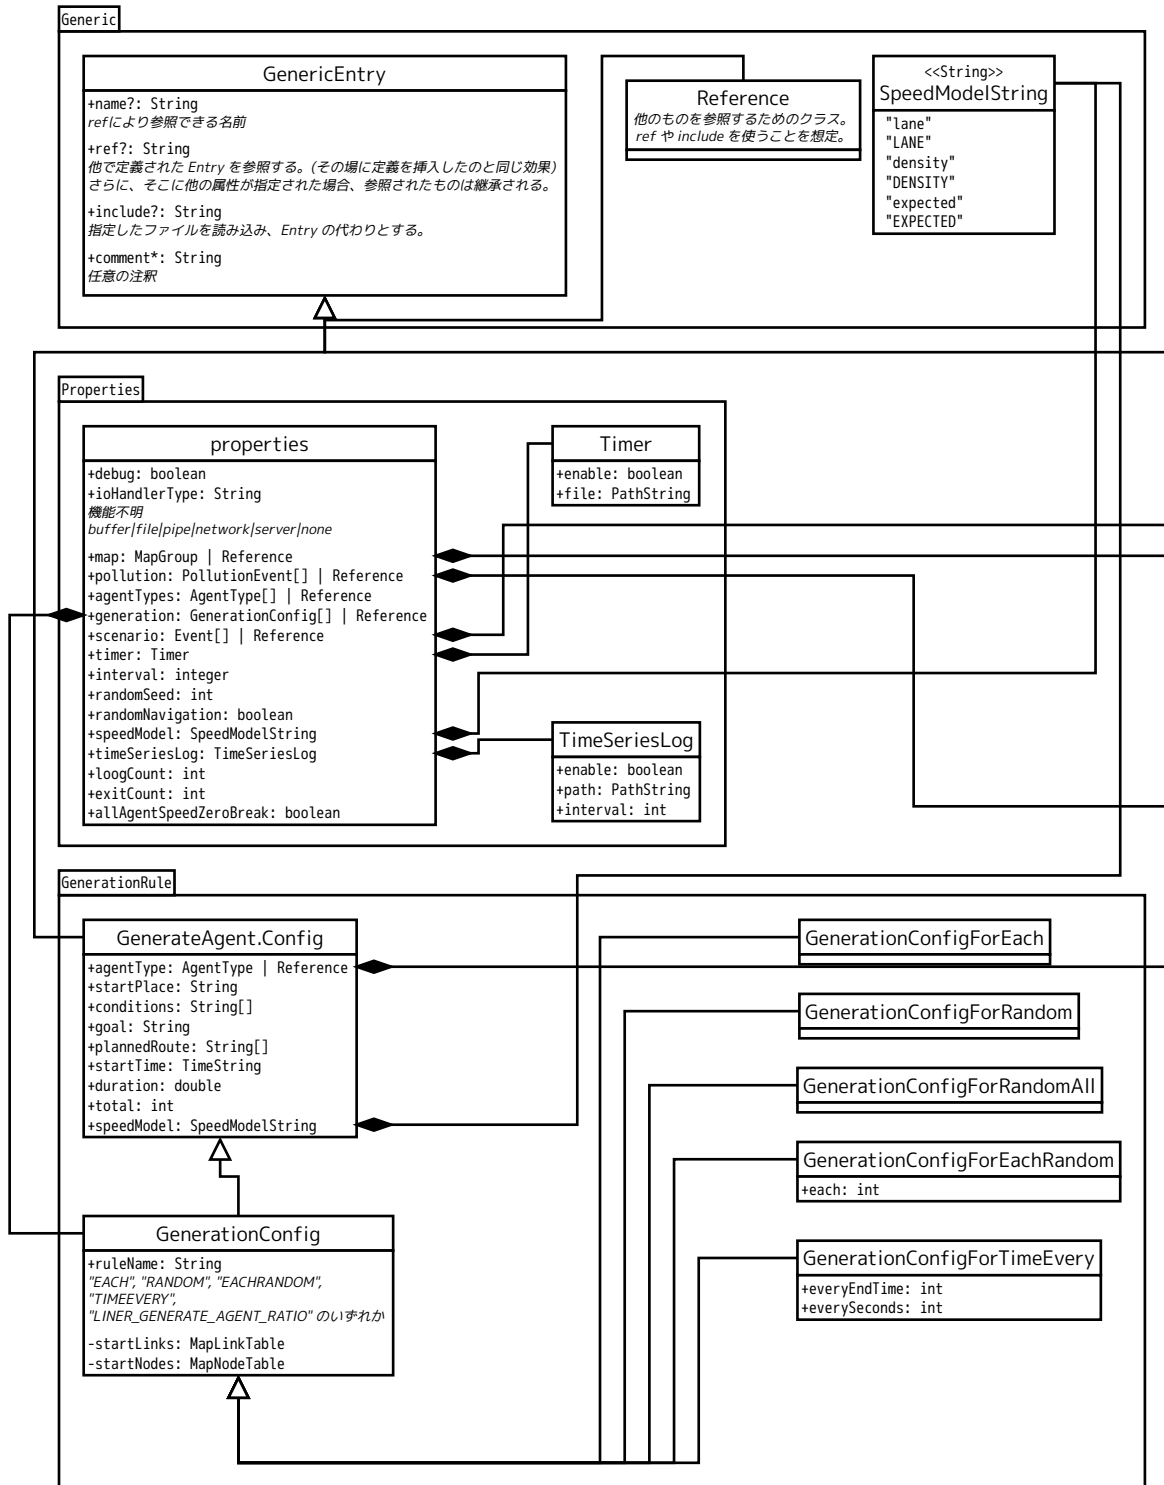 Generic
GenericEntry
+name?: String
refにより参照できる名前
+ref?: String
他で定義された Entry を参照する。(その場に定義を挿入したのと同じ効果)
さらに、そこに他の属性が指定された場合、参照されたものは継承される。
+include?: String
指定したファイルを読み込み、Entry の代わりとする。
+comment*: String
任意の注釈
Reference
他のものを参照するためのクラス。
ref や include を使うことを想定。
<<String>>
SpeedModelString
"lane"
"LANE"
"density"
"DENSITY"
"expected"
"EXPECTED"
Properties
properties
+debug: boolean
+ioHandlerType: String
機能不明
buffer|file|pipe|network|server|none
+map: MapGroup | Reference
+pollution: PollutionEvent[] | Reference
+agentTypes: AgentType[] | Reference
+generation: GenerationConfig[] | Reference
+scenario: Event[] | Reference
+timer: Timer
+interval: integer
+randomSeed: int
+randomNavigation: boolean
+speedModel: SpeedModelString
+timeSeriesLog: TimeSeriesLog
+loogCount: int
+exitCount: int
+allAgentSpeedZeroBreak: boolean
Timer
+enable: boolean
+file: PathString
TimeSeriesLog
+enable: boolean
+path: PathString
+interval: int
GenerationRule
GenerateAgent.Config
+agentType: AgentType | Reference
+startPlace: String
+conditions: String[]
+goal: String
+plannedRoute: String[]
+startTime: TimeString
+duration: double
+total: int
+speedModel: SpeedModelString
GenerationConfig
+ruleName: String
"EACH", "RANDOM", "EACHRANDOM",
"TIMEEVERY",
"LINER_GENERATE_AGENT_RATIO" のいずれか
-startLinks: MapLinkTable
-startNodes: MapNodeTable
GenerationConfigForEach
GenerationConfigForRandom
GenerationConfigForRandomAll
GenerationConfigForEachRandom
+each: int
GenerationConfigForTimeEvery
+everyEndTime: int
+everySeconds: int